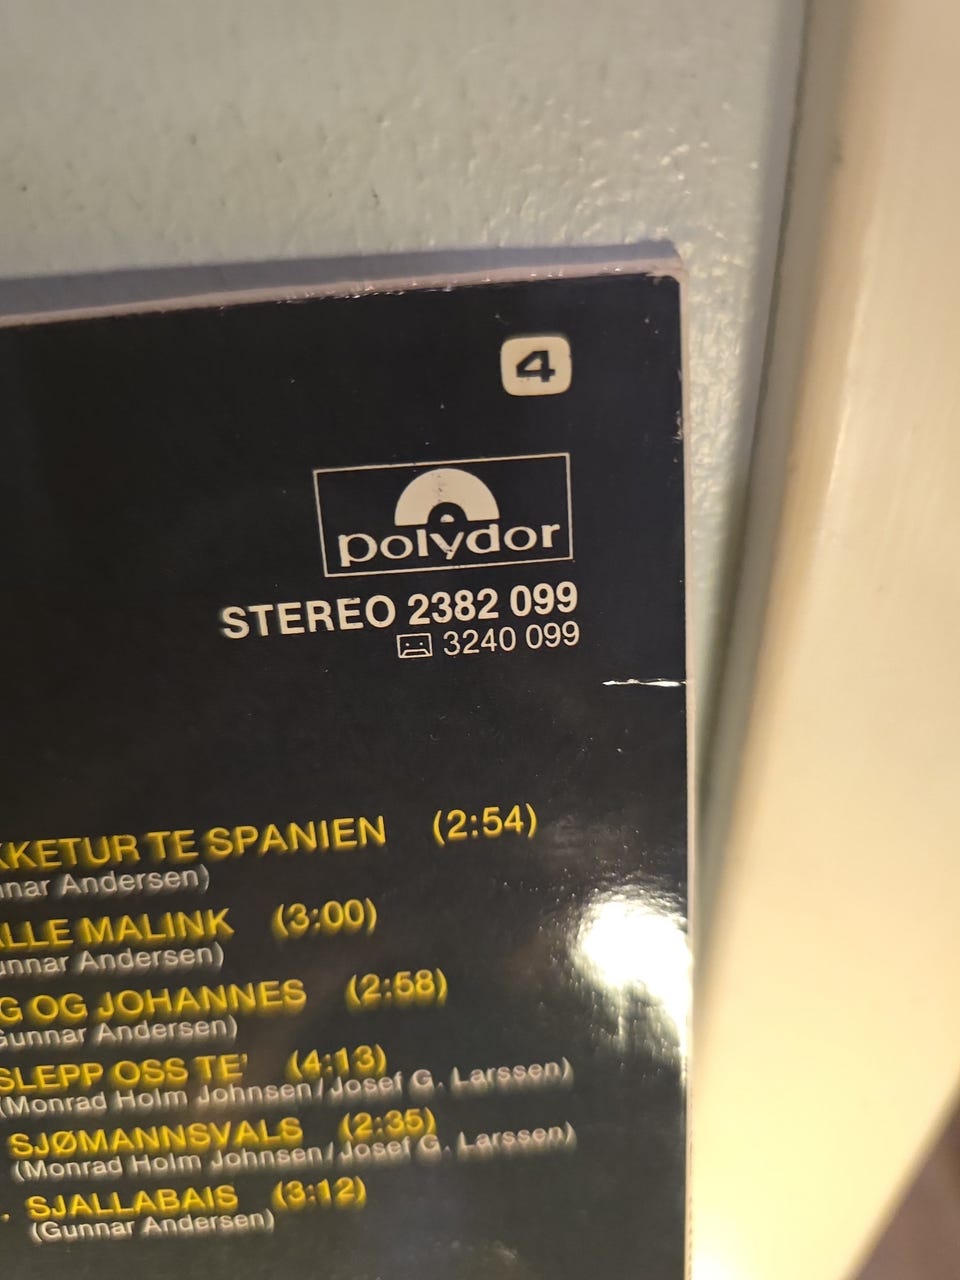 4
polydor
STEREO 2382 099
3240 099
KKETUR TE SPANIEN (2:54)
nnar Andersen)
ALLE MALINK (3:00)
unnar Andersen)
G OG JOHANNES (2:58)
Gunnar Andersen)
SLEPP OSS TE' (4:13)
(Monrad Holm Johnsen/Josef G. Larssen)
SJØMANNSVALS (2:35)
(Monrad Holm Johnsen/Josef G. Larssen)
. SJALLABAIS (3:12)
(Gunnar Andersen)